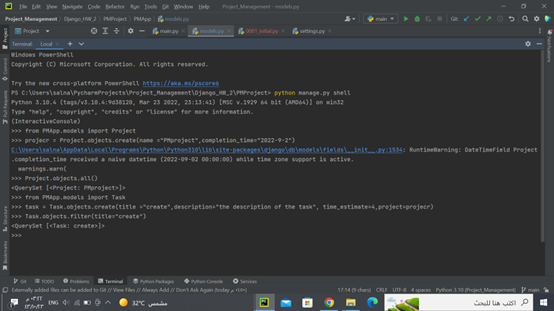 File Edit View Navigate Code Refactor Run Tools Git Window Help Project_Management - models.py
Project_Management Django_HW_2 PMProject PMApp models.py
main
Git:
Project
main.py models.py 0001_initial.py settings.py
Terminal: Local
Windows PowerShell
Copyright (C) Microsoft Corporation. All rights reserved.
Try the new cross-platform PowerShell https://aka.ms/pscore6
PS C:\Users\salna\PycharmProjects\Project_Management\Django_HW_2\PMProject> python manage.py shell
Python 3.10.4 (tags/v3.10.4:9d38120, Mar 23 2022, 23:13:41) [MSC v.1929 64 bit (AMD64)] on win32
Type "help", "copyright", "credits" or "license" for more information.
(InteractiveConsole)
>>> from PMApp.models import Project
>>> projecr = Project.objects.create(name ="PMproject",completion_time="2022-9-2")
C:\Users\salna\AppData\Local\Programs\Python\Python310\lib\site-packages\django\db\models\fields\__init__.py:1534: RuntimeWarning: DateTimeField Project
.completion_time received a naive datetime (2022-09-02 00:00:00) while time zone support is active.
warnings.warn(
>>> Project.objects.all()
<QuerySet [<Project: PMproject>]>
>>> from PMApp.models import Task
>>> task = Task.objects.create(title ="create",description="the description of the task", time_estimate=4,project=projecr)
>>> Task.objects.filter(title="create")
<QuerySet [<Task: create>]>
>>>
Project
Commit
Pull Requests
Structure
Bookmarks
Git TODO Problems Terminal Python Packages Python Console Services
Externally added files can be added to Git // View Files // Always Add // Don't Ask Again (today
17:14 (9 chars) CRLF UTF-8 4 spaces Python 3.10 (Project_Management) main
ENG
32°C مشمس
اكتب هنا للبحث